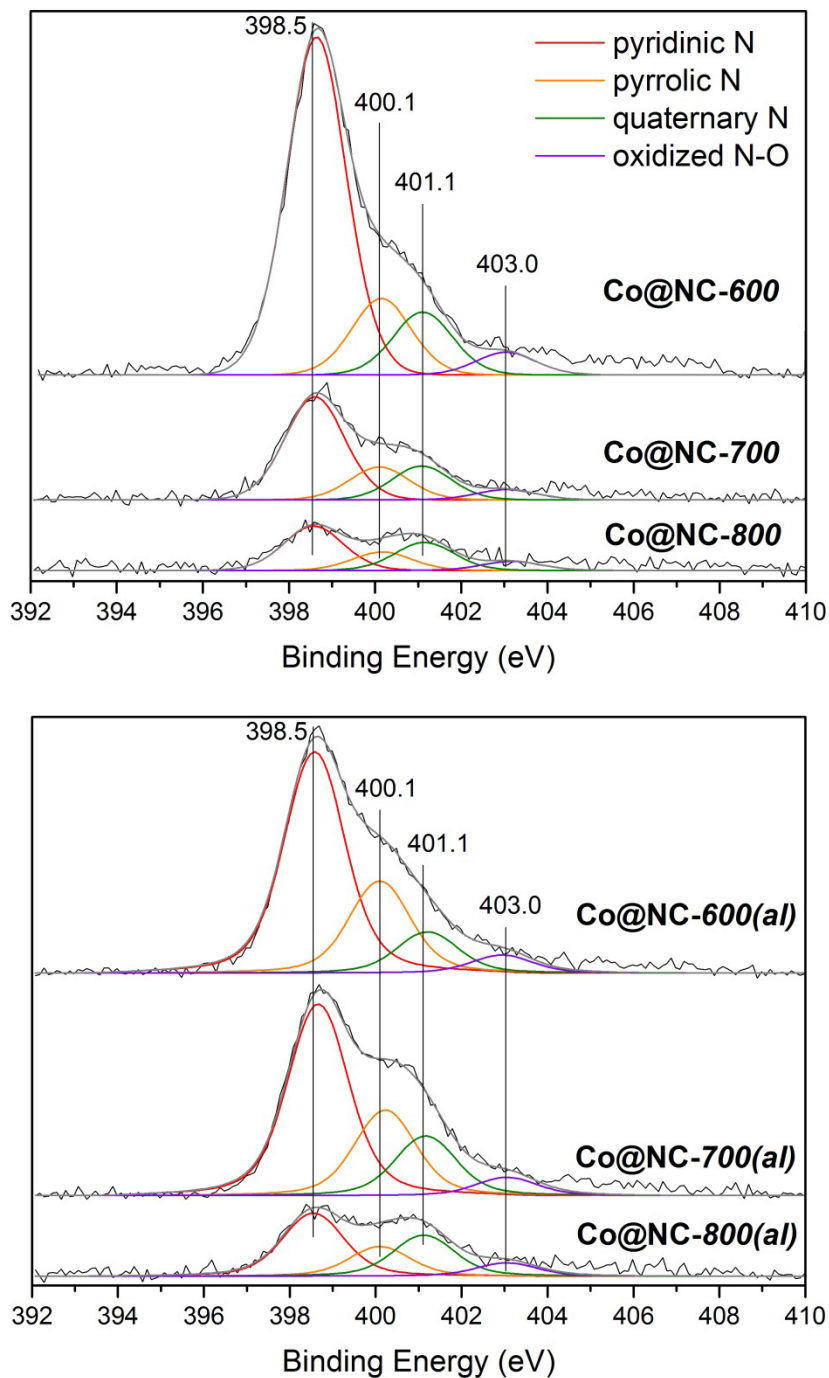 398.5
pyridinic N
pyrrolic N
400.1
quaternary N
oxidized N-O
401.1
403.0
Co@NC-600
Co@NC-700
Co@NC-800
392 394 396 398 400 402 404 406 408 410
Binding Energy (eV)
398.5
400.1
401.1
403.0
Co@NC-600(al)
Co@NC-700(al)
Co@NC-800(al)
392 394 396 398 400 402 404 406 408 410
Binding Energy (eV)